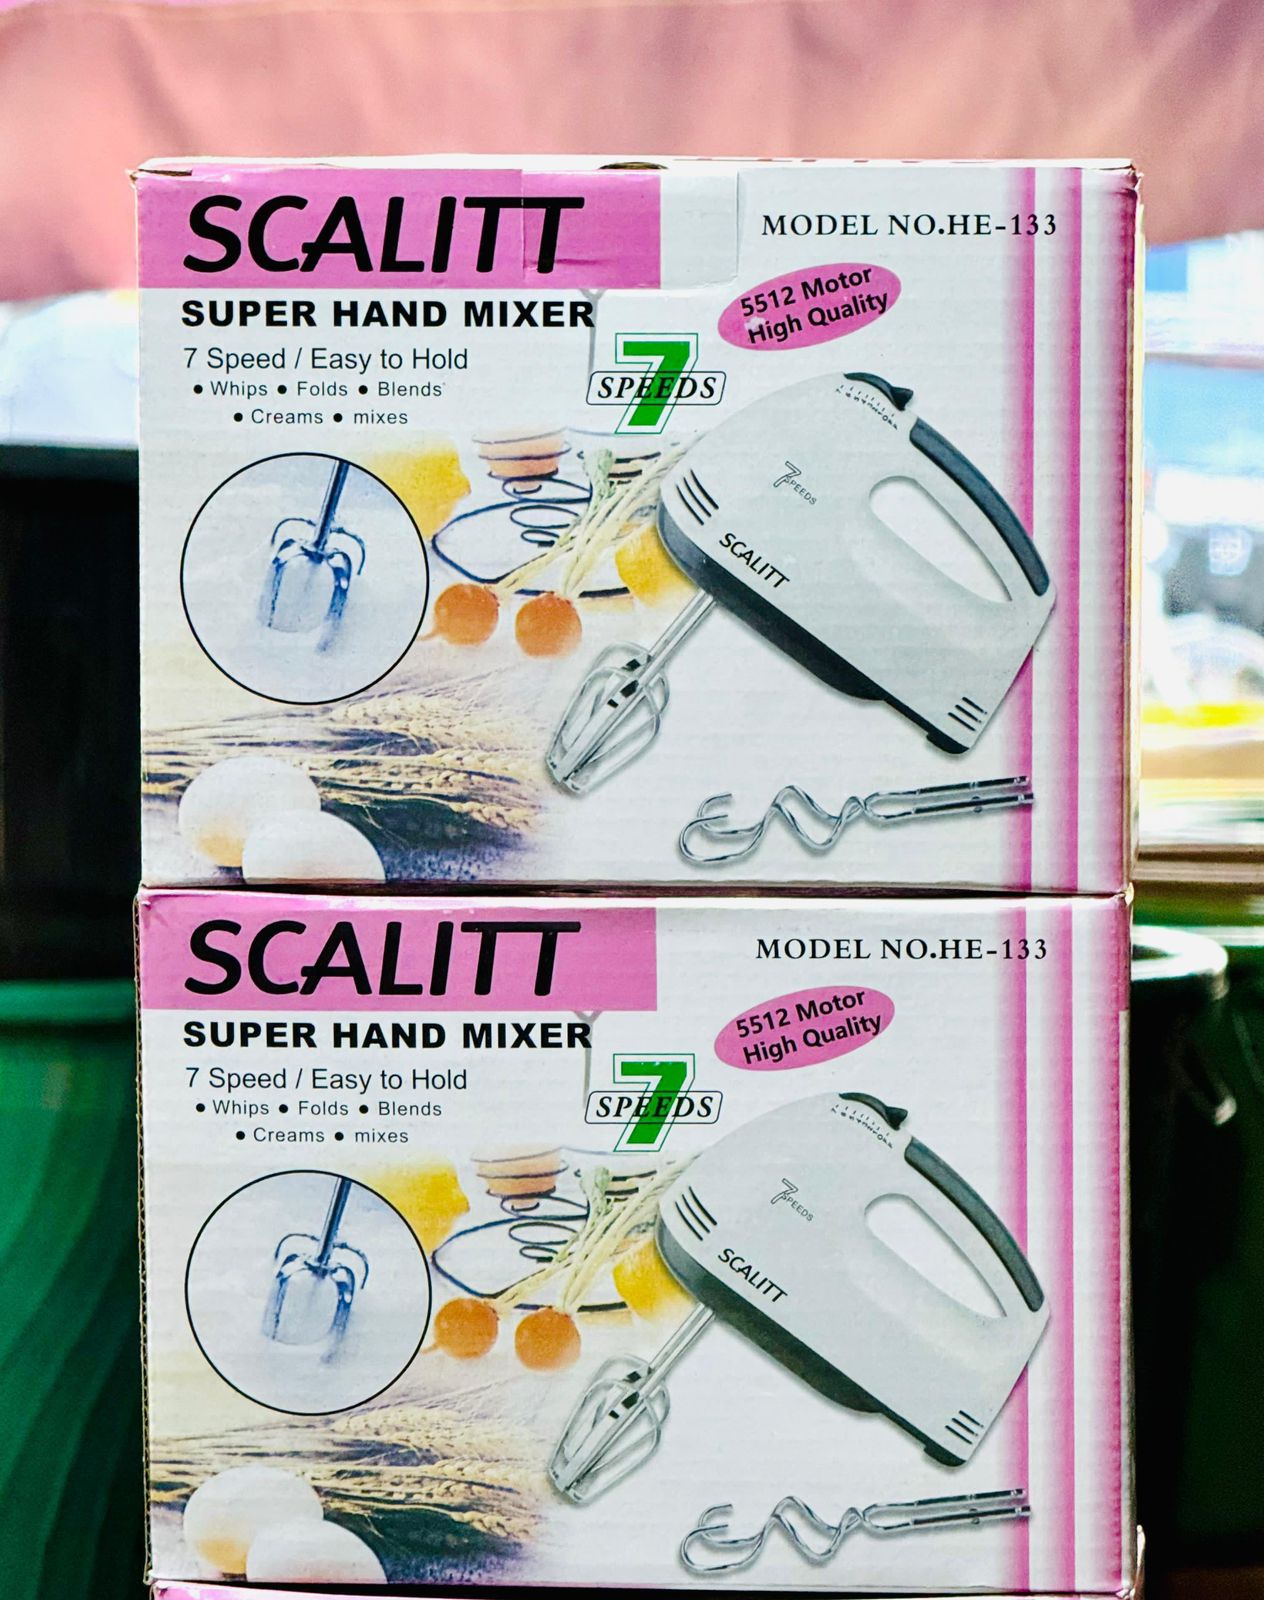 SCALITT
MODEL NO.HE-133
SUPER HAND MIXER
5512 Motor
High Quality
7 Speed / Easy to Hold
• Whips • Folds • Blends
• Creams • mixes
7
SPEEDS
7
SPEEDS
SCALITT
SCALITT
MODEL NO.HE-133
SUPER HAND MIXER
5512 Motor
High Quality
7 Speed / Easy to Hold
• Whips • Folds • Blends
• Creams • mixes
7
SPEEDS
7
SPEEDS
SCALITT